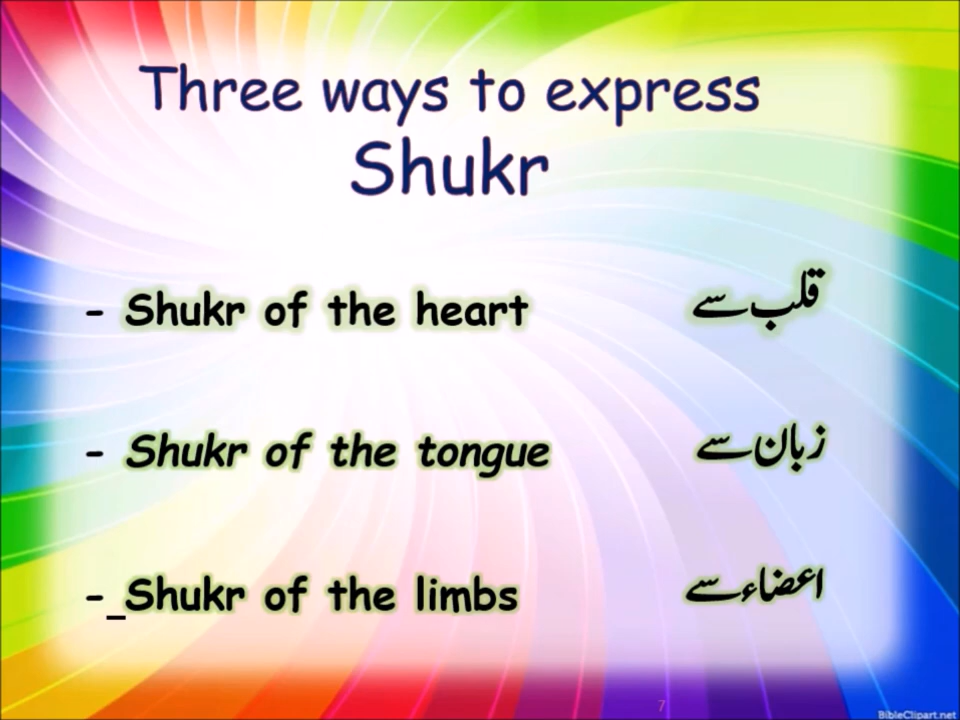 Three ways to express
Shukr
- Shukr of the heart
قلب سے
- Shukr of the tongue
زبان سے
-_Shukr of the limbs
اعضاء سے
7
BibleClipart.net